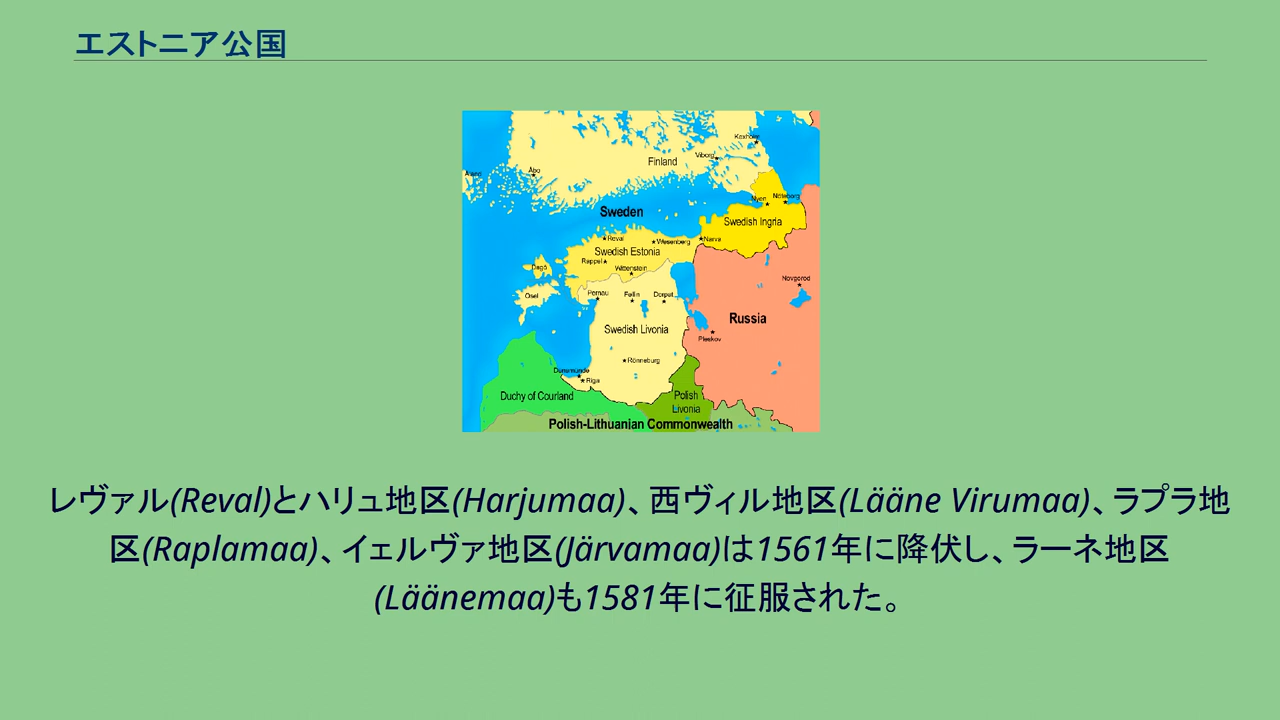 エストニア公国
Kexholm
Viborg
Finland
Åbo
Åland
Nyen
Nöteborg
Sweden
Swedish Ingria
Reval
Wesenberg
Narva
Swedish Estonia
Rappel
Wittenstein
Dagö
Novgorod
Ösel
Pernau
Fellin
Dorpat
Russia
Swedish Livonia
Pleskov
Rönneburg
Dunamunde
Riga
Duchy of Courland
Polish
Livonia
Polish-Lithuanian Commonwealth
レヴァル(Reval)とハリュ地区(Harjumaa)、西ヴィル地区(Lääne Virumaa)、ラプラ地
区(Raplamaa)、イェルヴァ地区(Järvamaa)は1561年に降伏し、ラーネ地区
(Läänemaa)も1581年に征服された。